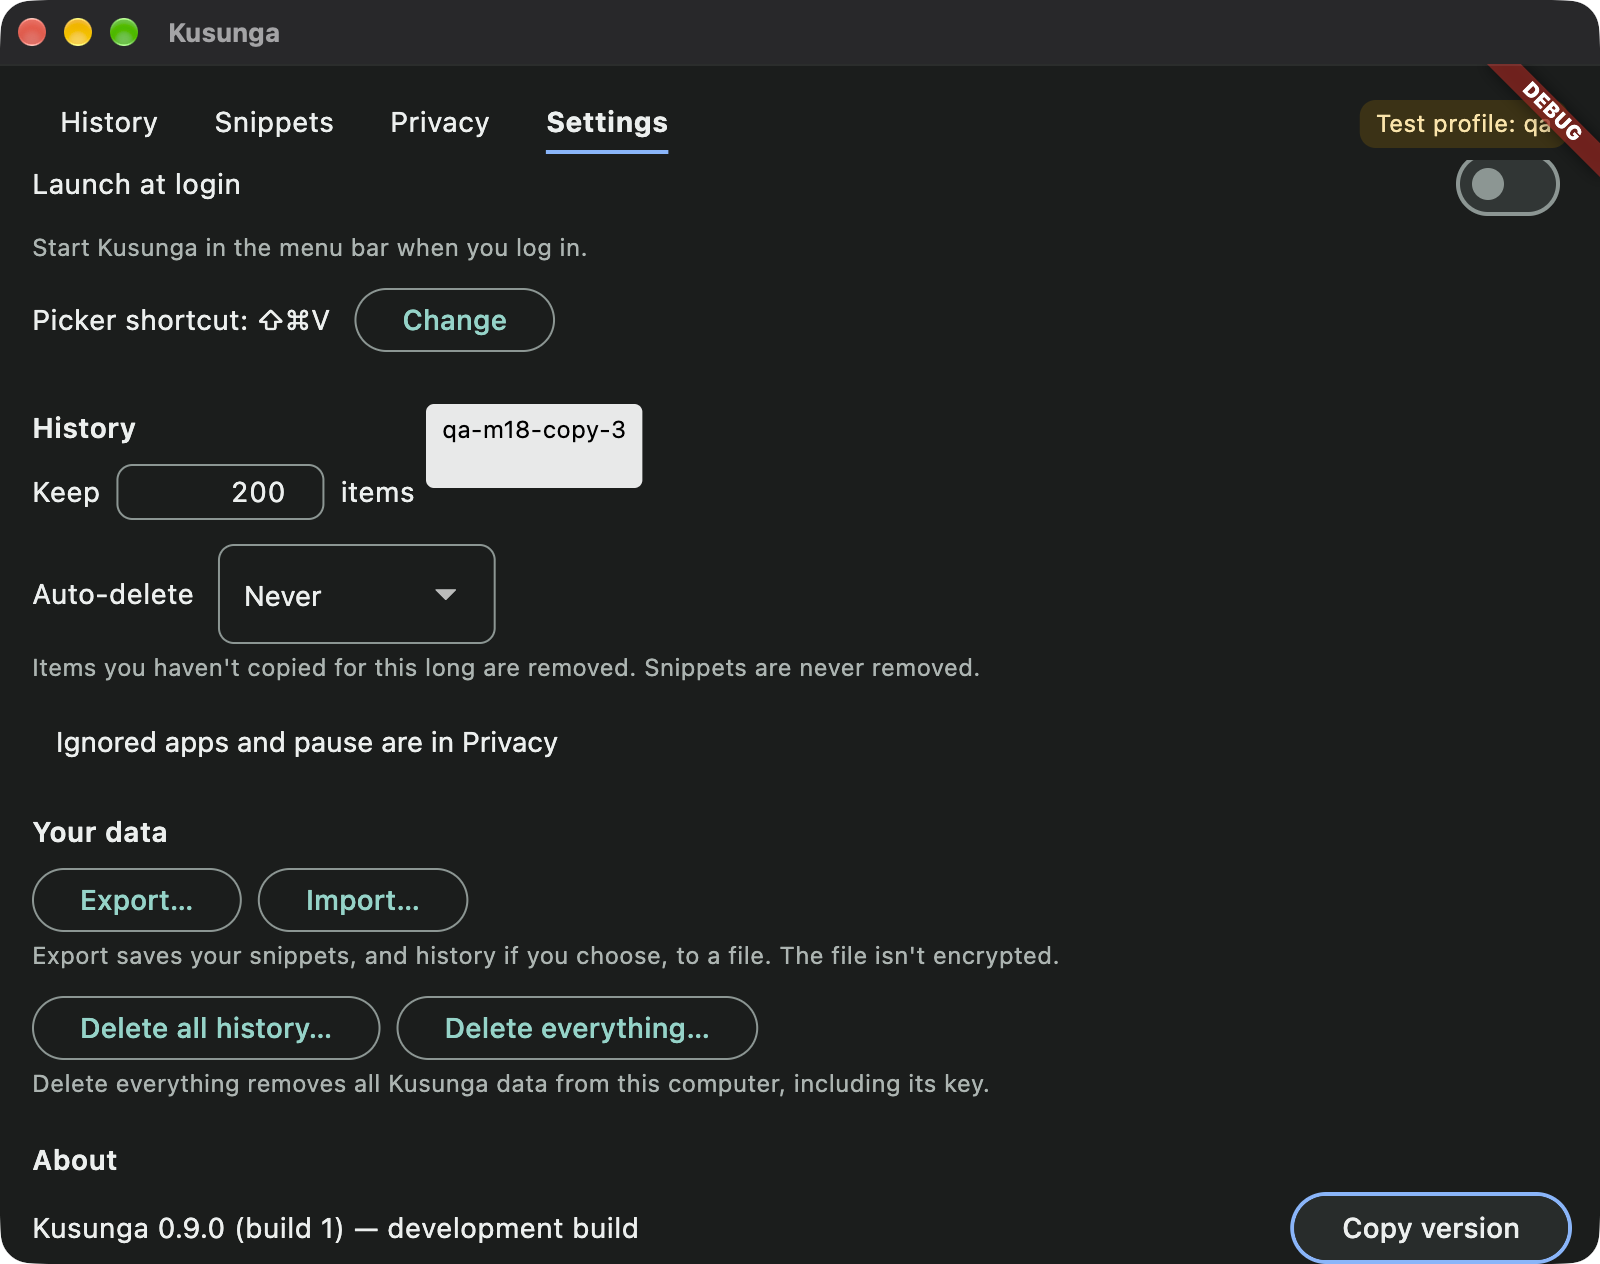 Kusunga
History Snippets Privacy Settings
Test profile: qa
DEBUG
Launch at login
Start Kusunga in the menu bar when you log in.
Picker shortcut: ⇧⌘V Change
History
qa-m18-copy-3
Keep 200 items
Auto-delete Never
Items you haven't copied for this long are removed. Snippets are never removed.
Ignored apps and pause are in Privacy
Your data
Export... Import...
Export saves your snippets, and history if you choose, to a file. The file isn't encrypted.
Delete all history... Delete everything...
Delete everything removes all Kusunga data from this computer, including its key.
About
Kusunga 0.9.0 (build 1) — development build Copy version